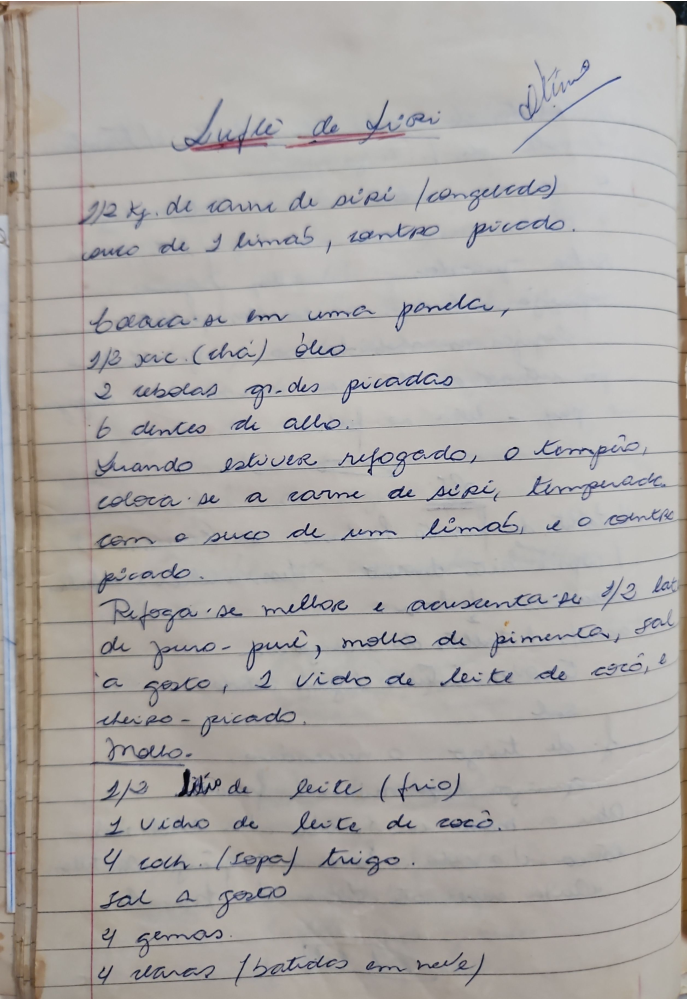 ótimo
Suflê de Siri
1/2 kg. de carne de siri (congelado)
suco de 1 limaõ, coentro picado.
Coloca-se em uma panela,
1/3 xic. (chá) óleo
2 cebolas gr-des picadas
6 dentes de alho.
Quando estiver refogado, o tempêro,
coloca-se a carne de siri, temperada
com o suco de um limaõ, e o coentro
picado.
Refoga-se melhor e acrescenta-se 1/2 lat
de puro-purê, molho de pimenta, sal
a gosto, 1 vidro de leite de cocô, e
cheiro-picado.
Molho.
1/2 litro de leite (frio)
1 vidro de leite de cocô.
4 colh. (sopa) trigo.
sal a gosto
4 gemas.
4 claras (batidas em neve)